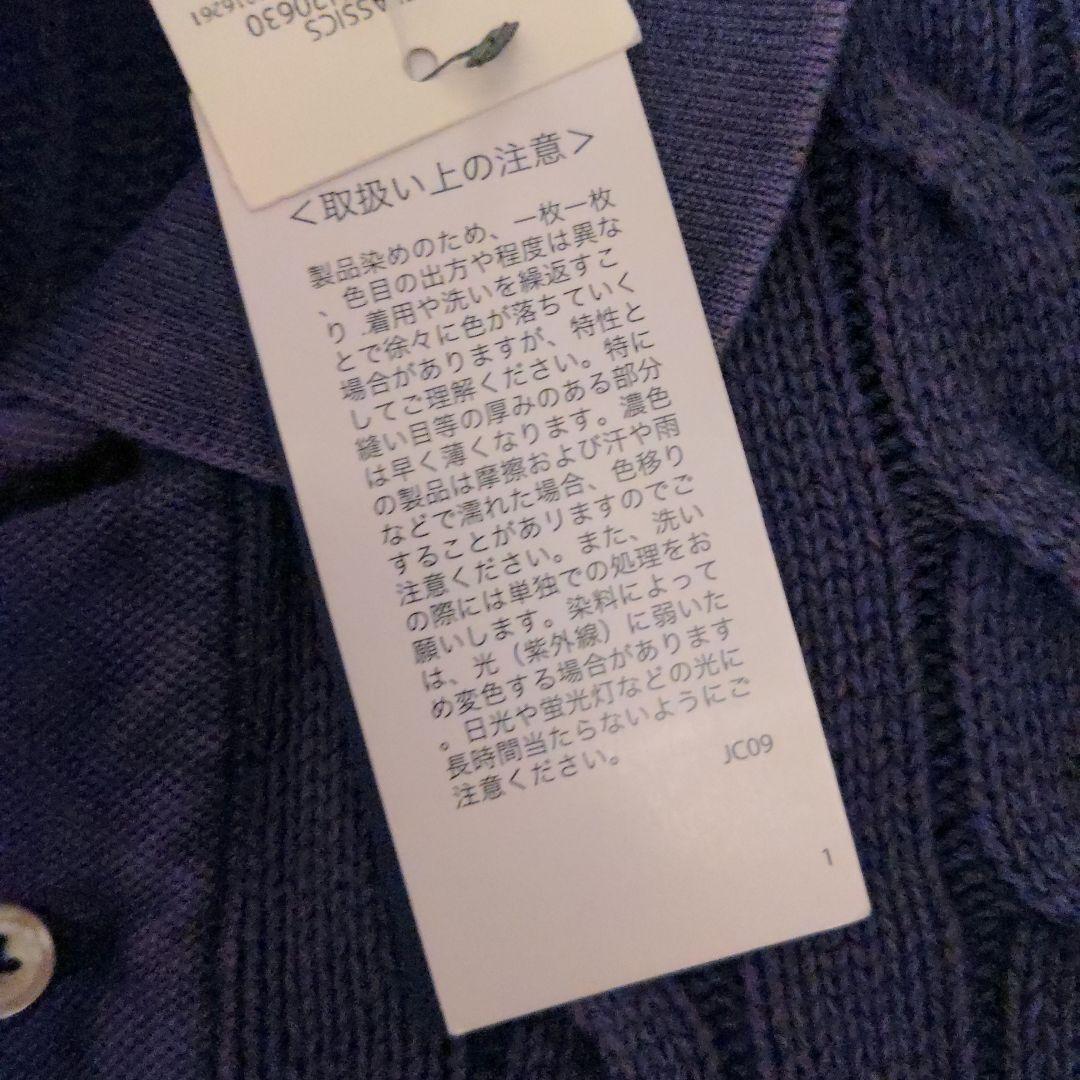 ASSICS
20630
16261
＜取扱い上の注意＞
製品染めのため、一枚一枚
、色目の出方や程度は異な
り、着用や洗いを繰返すこ
とで徐々に色が落ちていく
場合がありますが、特性と
してご理解ください。特に
縫い目等の厚みのある部分
は早く薄くなります。濃色
の製品は摩擦および汗や雨
などで濡れた場合、色移り
することがありますのでご
注意ください。また、洗い
の際には単独での処理をお
願いします。染料によって
は、光（紫外線）に弱いた
め変色する場合があります
。日光や蛍光灯などの光に
長時間当たらないようにご
注意ください。
JC09
1